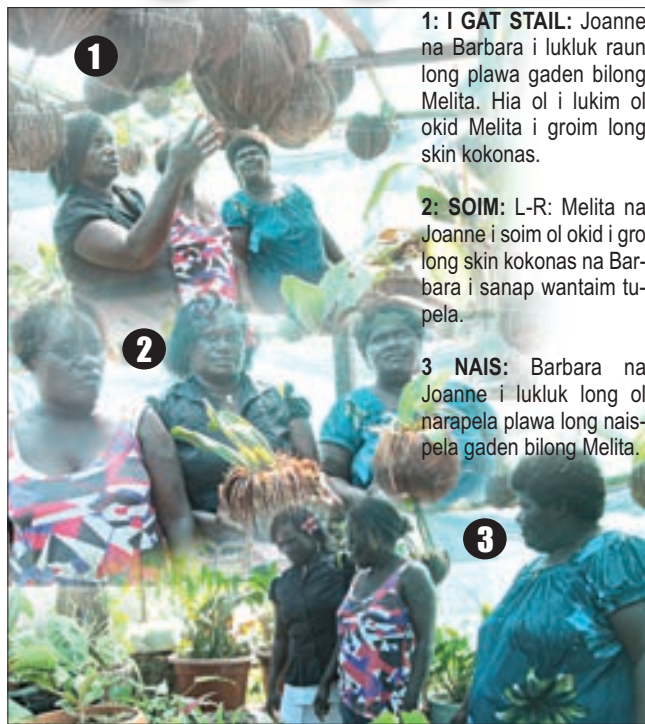 1: I GAT STAIL: Joanne
na Barbara i lukluk raun
long plawa gaden bilong
Melita. Hia ol i lukim ol
okid Melita i groim long
skin kokonas.
2: SOIM: L-R: Melita na
Joanne i soim ol okid i gro
long skin kokonas na Bar-
bara i sanap wantaim tu-
pela.
3 NAIS: Barbara na
Joanne i lukluk long ol
narapela plawa long nais-
pela gaden bilong Melita.
1
2
3